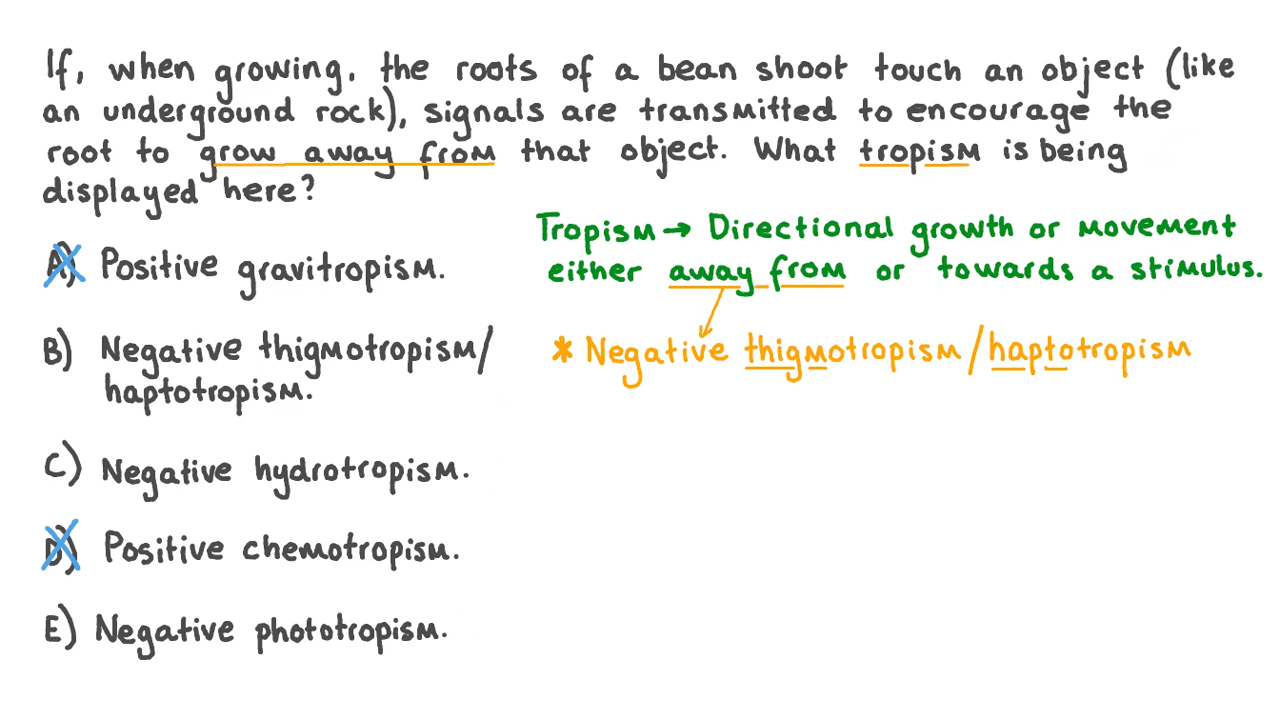 If, when growing, the roots of a bean shoot touch an object (like
an underground rock), signals are transmitted to encourage the
root to grow away from that object. What tropism is being
displayed here?
Tropism → Directional growth or movement
either away from or towards a stimulus.
A) Positive gravitropism.
B) Negative thigmotropism/
haptotropism.
* Negative thigmotropism/haptotropism
C) Negative hydrotropism.
D) Positive chemotropism.
E) Negative phototropism.